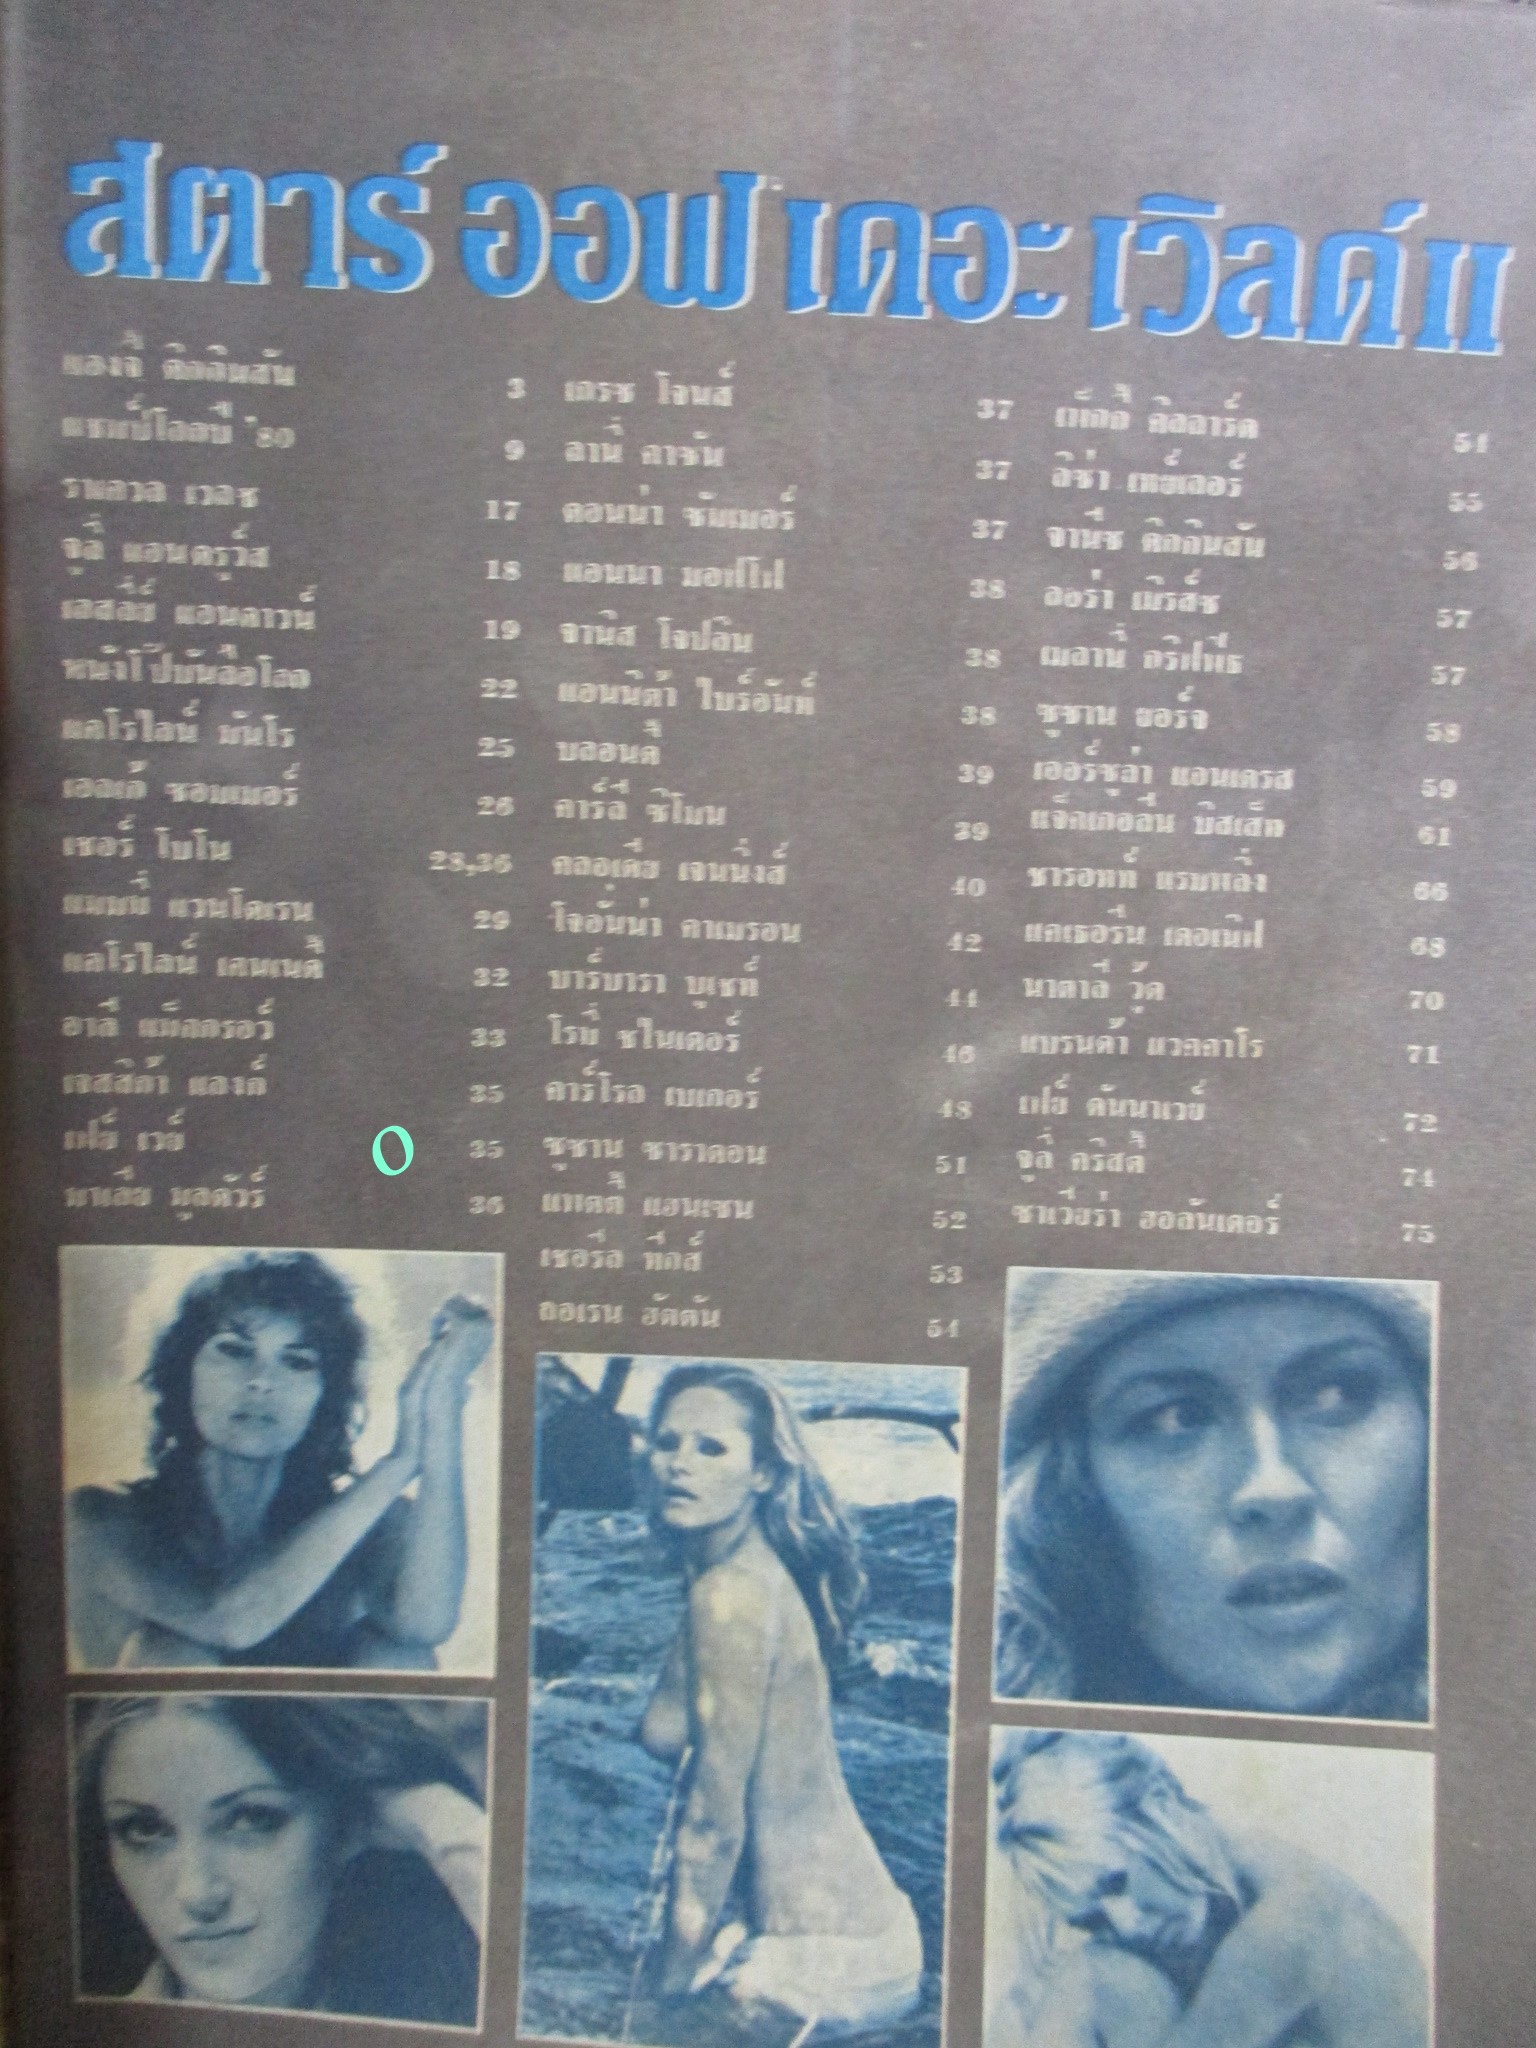 สตาร์ ออฟ เดอะ เวิลด์ II
แองจี้ ดิกกินสัน 3
แชมป์โลกปี '80 9
ราเควล เวลช 17
จูลี่ แอนดรูว์ส 18
เลสลีย์ แอนดาวน์ 19
หนังโป๊บันลือโลก 22
แคโรไลน์ มันโร 25
เอลเก้ ซอมเมอร์ 26
เชอร์ โบโน 28,36
แมมมี่ แวนโดเรน 29
แคโรไลน์ เคนเนดี้ 32
อาลี แม็คกรอว์ 33
เจสสิก้า แลงก์ 35
เฟย์ เรย์ 35
มาเลีย มูลดัวร์ 36
เกรซ โจนส์ 37
ลานี่ คาซัน 37
ดอนน่า ซัมเมอร์ 37
แอนนา มอฟโฟ 38
จานิส โจปลิน 38
แอนนิต้า ไบร์อันท์ 38
บลอนดี้ 39
คาร์ลี ซิโมน 39
คลอเดีย เจนนิ่งส์ 40
โจอันน่า คาเมรอน 42
บาร์บารา บูเชท์ 44
โรมี่ ชไนเดอร์ 46
คาร์โรล เบเกอร์ 48
ซูซาน ซาราดอน 51
แพตตี้ แฮนเซน 52
เชอรีล ทีกส์ 53
ลอเรน ฮัตตัน 54
54
ลิซ่า เทย์เลอร์ 55
จานีซ ดิกกินสัน 56
ลอร่า 57
เมลานี่ กริฟฟิธ 57
ซูซาน ยอร์จ 58
เออร์ซูล่า แอนเดรส 59
แจ็คเกอลีน บิสเส็ท 61
ชารอทท์ แรมเพลิ่ง 66
แคเธอรีน เดอเนิฟ 68
นาตาลี วู้ด 70
แบรนด้า แวคคาโร 71
เฟย์ ดันนาเวย์ 72
จูลี่ คริสตี้ 74
ซาเวียร่า ฮอลันเดอร์ 75